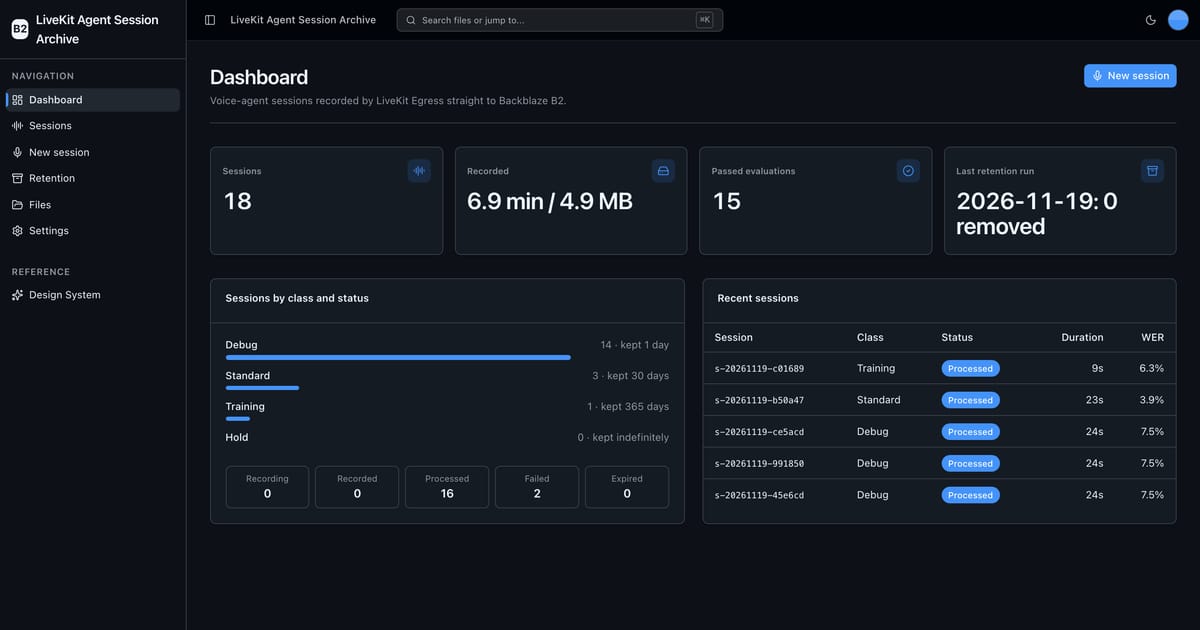 B2
LiveKit Agent Session
Archive
LiveKit Agent Session Archive
Search files or jump to...
⌘K
NAVIGATION
Dashboard
Sessions
New session
Retention
Files
Settings
REFERENCE
Design System
Dashboard
Voice-agent sessions recorded by LiveKit Egress straight to Backblaze B2.
New session
Sessions
18
Recorded
6.9 min / 4.9 MB
Passed evaluations
15
Last retention run
2026-11-19: 0
removed
Sessions by class and status
Debug 14 · kept 1 day
Standard 3 · kept 30 days
Training 1 · kept 365 days
Hold 0 · kept indefinitely
Recording Recorded Processed Failed Expired
0 0 16 2 0
Recent sessions
Session Class Status Duration WER
s-20261119-c01689 Training Processed 9s 6.3%
s-20261119-b50a47 Standard Processed 23s 3.9%
s-20261119-ce5acd Debug Processed 24s 7.5%
s-20261119-991850 Debug Processed 24s 7.5%
s-20261119-45e6cd Debug Processed 24s 7.5%